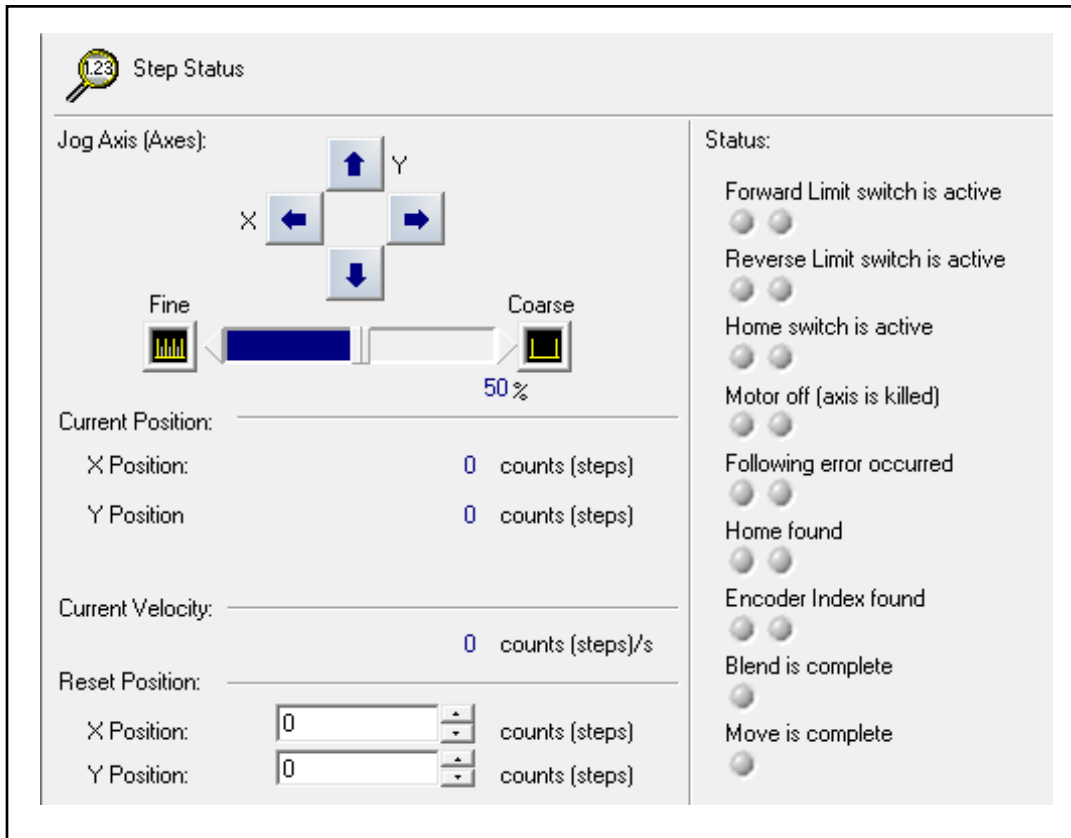 1.23
Step Status
Jog Axis (Axes):
Y
X
Fine
Coarse
50 %
Current Position:
X Position:
0 counts (steps)
Y Position
0 counts (steps)
Current Velocity:
0 counts (steps)/s
Reset Position:
X Position:
0
counts (steps)
Y Position:
0
counts (steps)
Status:
Forward Limit switch is active
Reverse Limit switch is active
Home switch is active
Motor off (axis is killed)
Following error occurred
Home found
Encoder Index found
Blend is complete
Move is complete